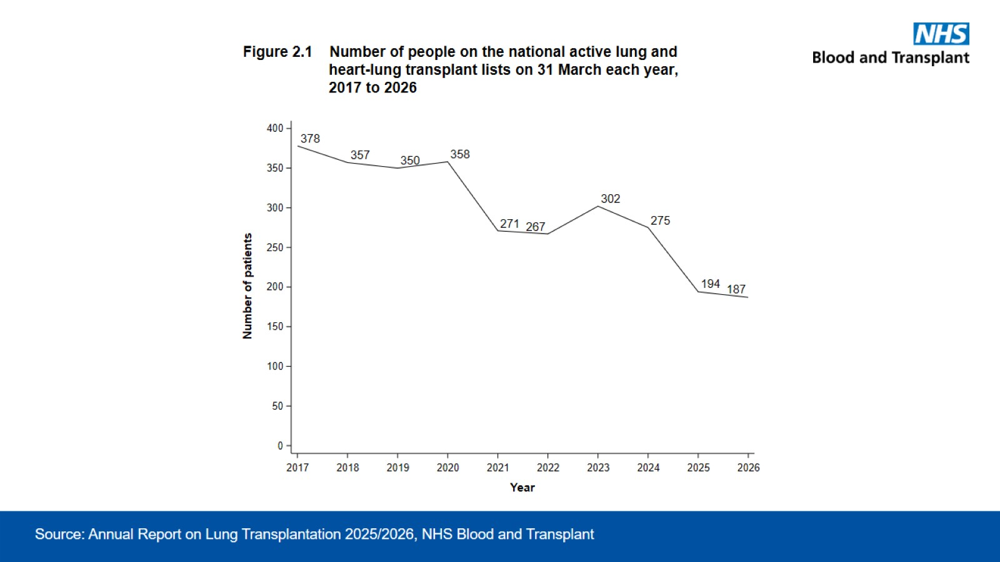 NHS
Blood and Transplant
Figure 2.1 Number of people on the national active lung and
heart-lung transplant lists on 31 March each year,
2017 to 2026
400
350
300
250
200
150
100
50
0
Number of patients
378
357
350
358
271
267
302
275
194
187
2017 2018 2019 2020 2021 2022 2023 2024 2025 2026
Year
Source: Annual Report on Lung Transplantation 2025/2026, NHS Blood and Transplant